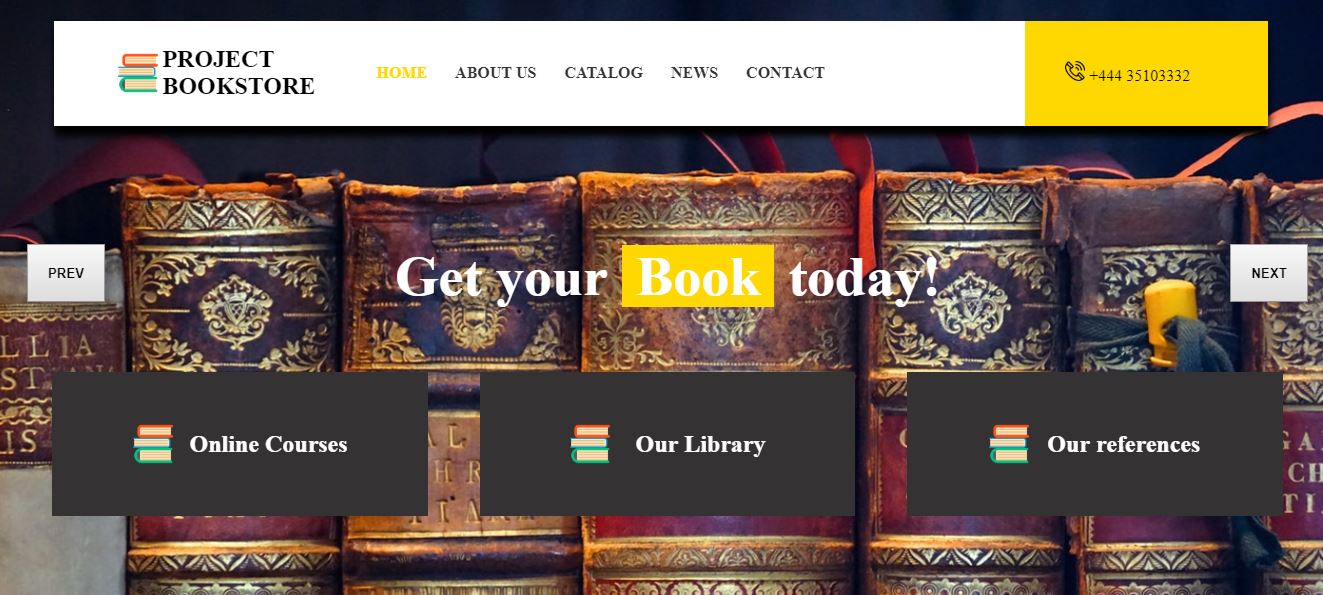 PROJECT
BOOKSTORE
HOME ABOUT US CATALOG NEWS CONTACT
+444 35103332
PREV
Get your Book today!
NEXT
LLIA
Online Courses
Our Library
Our references